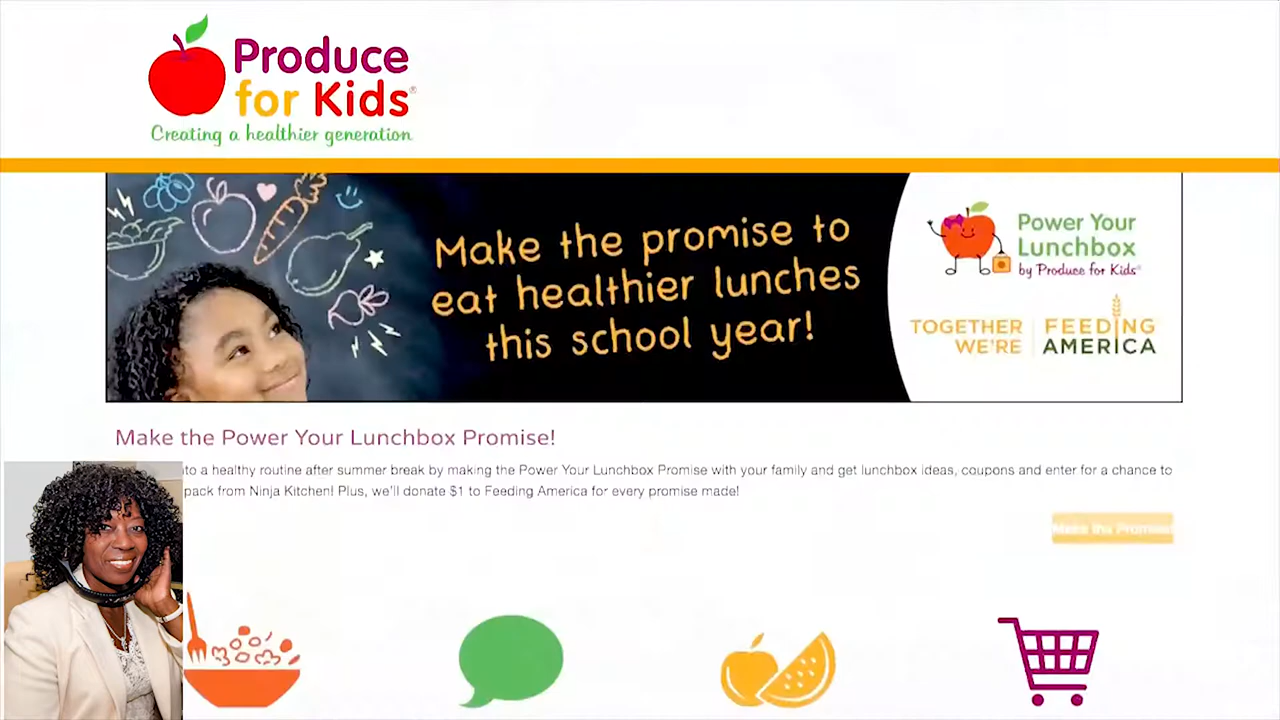 Produce
for Kids®
Creating a healthier generation
Make the promise to
eat healthier lunches
this school year!
Power Your
Lunchbox
by Produce for Kids®
TOGETHER
WE'RE
FEEDING
AMERICA
Make the Power Your Lunchbox Promise!
to a healthy routine after summer break by making the Power Your Lunchbox Promise with your family and get lunchbox ideas, coupons and enter for a chance to
pack from Ninja Kitchen! Plus, we'll donate $1 to Feeding America for every promise made!
Make the Promise!